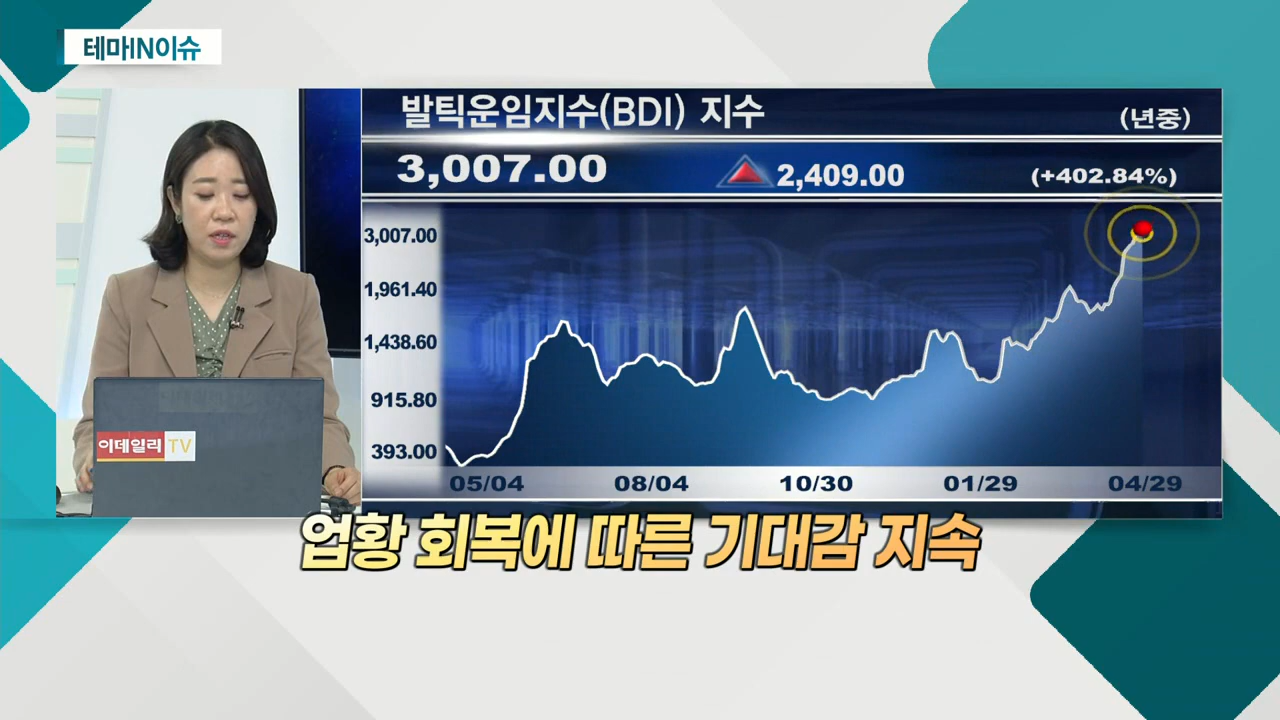 테마IN이슈
발틱운임지수(BDI) 지수
(년중)
3,007.00
2,409.00
(+402.84%)
3,007.00
1,961.40
1,438.60
915.80
393.00
05/04
08/04
10/30
01/29
04/29
이데일리 TV
업황 회복에 따른 기대감 지속